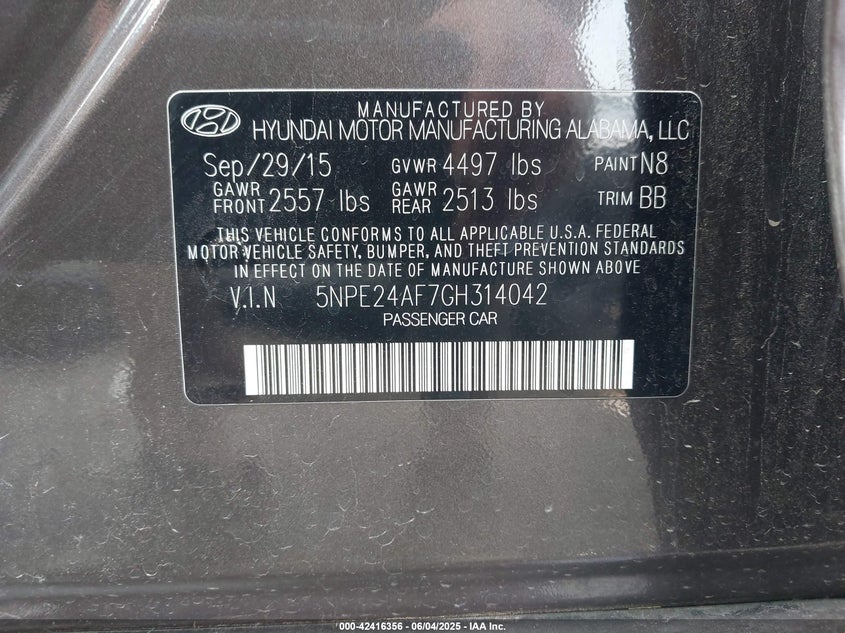 MANUFACTURED BY
HYUNDAI MOTOR MANUFACTURING ALABAMA, LLC
Sep/29/15 GVWR 4497 lbs PAINT N8
GAWR FRONT 2557 lbs GAWR REAR 2513 lbs TRIM BB
THIS VEHICLE CONFORMS TO ALL APPLICABLE U.S.A. FEDERAL
MOTOR VEHICLE SAFETY, BUMPER, AND THEFT PREVENTION STANDARDS
IN EFFECT ON THE DATE OF MANUFACTURE SHOWN ABOVE
V.I.N 5NPE24AF7GH314042
PASSENGER CAR
000-42416356 - 06/04/2025 - IAA Inc.